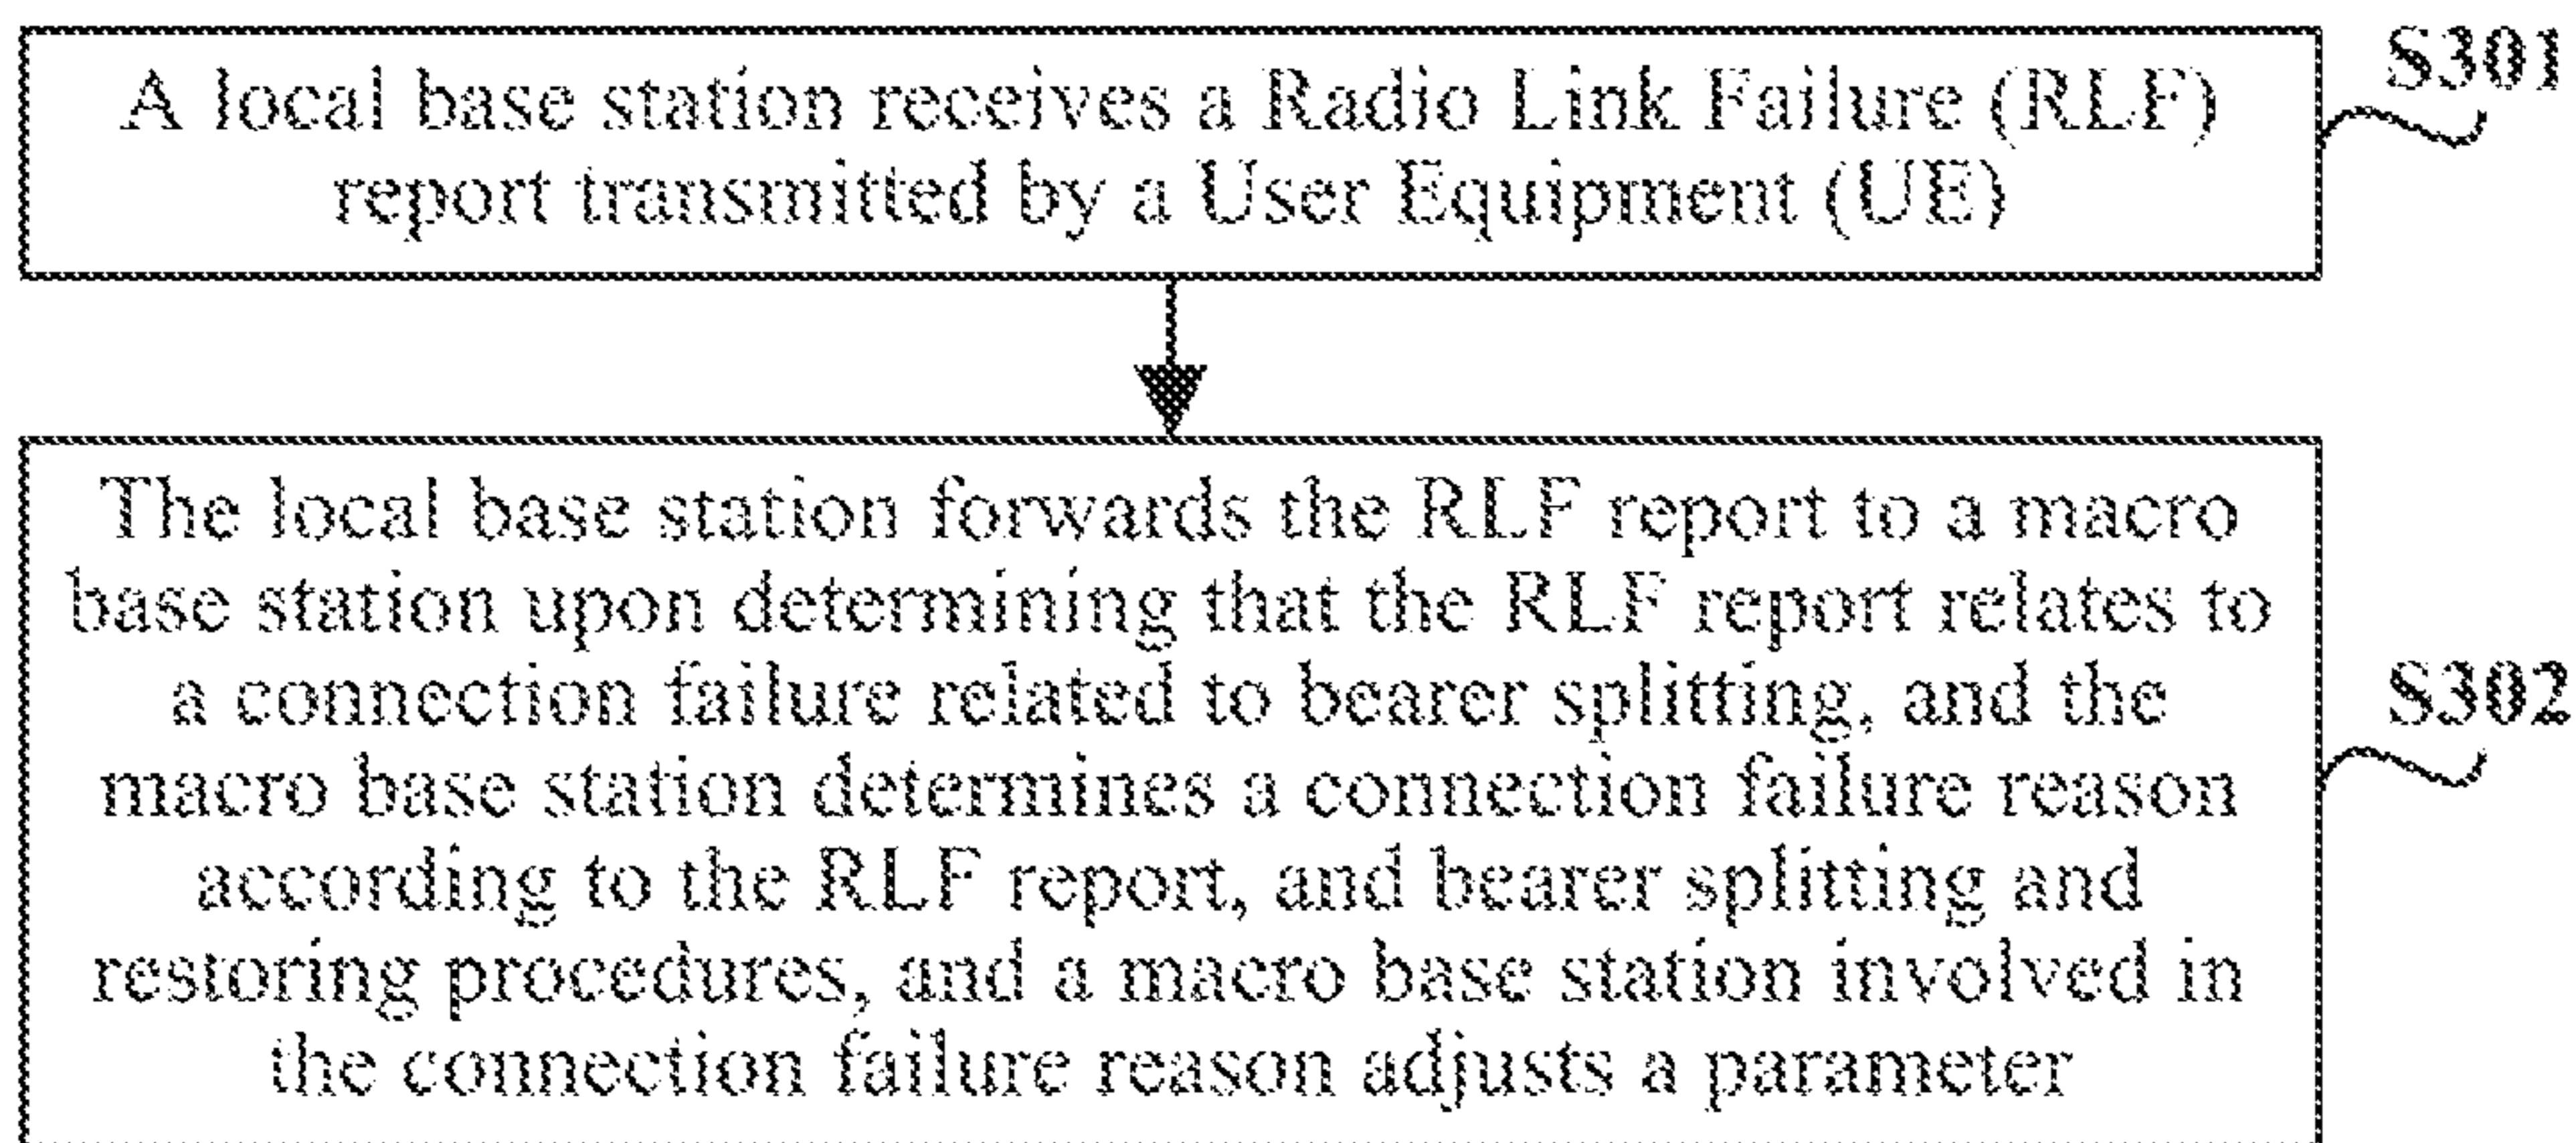 A local base station receives a Radio Link Failure (RLF)
report transmitted by a User Equipment (UE)
S301
The local base station forwards the RLF report to a macro
base station upon determining that the RLF report relates to
a connection failure related to bearer splitting, and the
macro base station determines a connection failure reason
according to the RLF report, and bearer splitting and
restoring procedures, and a macro base station involved in
the connection failure reason adjusts a parameter
S302